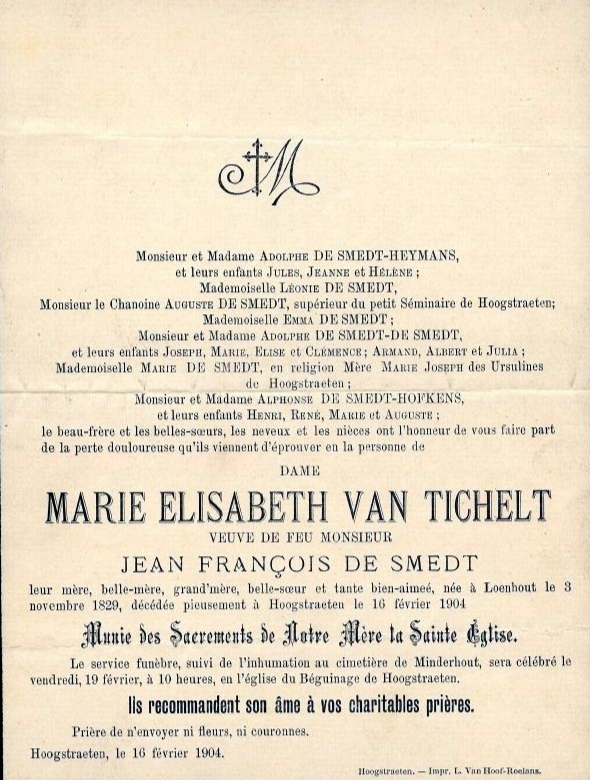 M
Monsieur et Madame ADOLPHE DE SMEDT-HEYMANS,
et leurs enfants JULES, JEANNE et HÉLÈNE ;
Mademoiselle LÉONIE DE SMEDT,
Monsieur le Chanoine AUGUSTE DE SMEDT, supérieur du petit Séminaire de Hoogstraeten;
Mademoiselle EMMA DE SMEDT ;
Monsieur et Madame ADOLPHE DE SMEDT-DE SMEDT,
et leurs enfants JOSEPH, MARIE, ELISE et CLÉMENCE ; ARMAND, ALBERT et JULIA ;
Mademoiselle MARIE DE SMEDT, en religion Mère MARIE JOSEPH des Ursulines
de Hoogstraeten ;
Monsieur et Madame ALPHONSE DE SMEDT-HOFKENS,
et leurs enfants HENRI, RENÉ, MARIE et AUGUSTE ;
le beau-frère et les belles-sœurs, les neveux et les nièces ont l'honneur de vous faire part
de la perte douloureuse qu'ils viennent d'éprouver en la personne de
DAME
MARIE ELISABETH VAN TICHELT
VEUVE DE FEU MONSIEUR
JEAN FRANÇOIS DE SMEDT
leur mère, belle-mère, grand'mère, belle-sœur et tante bien-aimeé, née à Loenhout le 3
novembre 1829, décédée pieusement à Hoogstraeten le 16 février 1904
Munie des Sacrements de Notre Mère la Sainte Église.
Le service funèbre, suivi de l'inhumation au cimetière de Minderhout, sera célébré le
vendredi, 19 février, à 10 heures, en l'église du Béguinage de Hoogstraeten.
Ils recommandent son âme à vos charitables prières.
Prière de n'envoyer ni fleurs, ni couronnes.
Hoogstraeten, le 16 février 1904.
Hoogstraeten. — Impr. L. Van Hoof-Roelans.